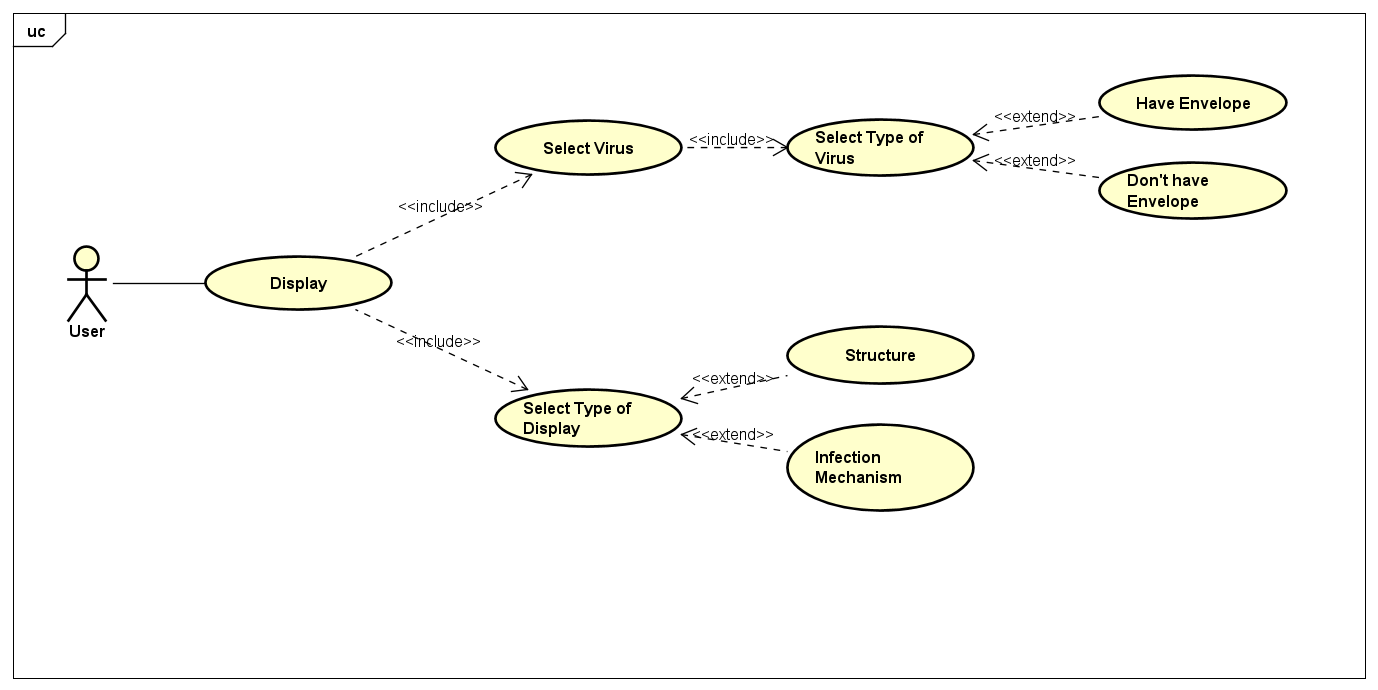 uc
Have Envelope
<<extend>>
Select Virus
<<include>>
Select Type of
Virus
<<extend>>
Don't have
Envelope
<<include>>
Display
User
<<include>>
Structure
<<extend>>
Select Type of
Display
<<extend>>
Infection
Mechanism